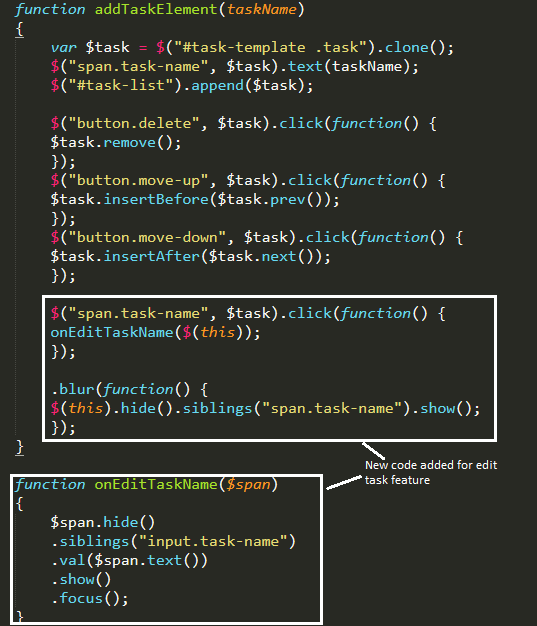 function addTaskElement(taskName)
{
var $task = $("#task-template .task").clone();
$("span.task-name", $task).text(taskName);
$("#task-list").append($task);
$("button.delete", $task).click(function() {
$task.remove();
});
$("button.move-up", $task).click(function() {
$task.insertBefore($task.prev());
});
$("button.move-down", $task).click(function() {
$task.insertAfter($task.next());
});
$("span.task-name", $task).click(function() {
onEditTaskName($(this));
});
.blur(function() {
$(this).hide().siblings("span.task-name").show();
});
}
New code added for edit
task feature
function onEditTaskName($span)
{
$span.hide()
.siblings("input.task-name")
.val($span.text())
.show()
.focus();
}